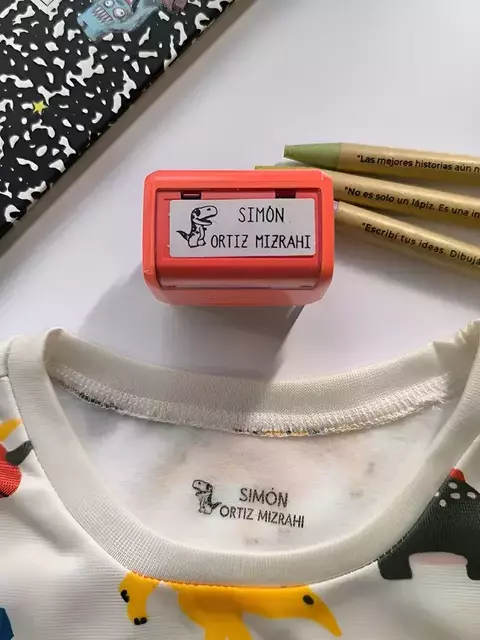 "Las mejores historias aún
"No es solo un lápiz. Es una
"Escribí tus ideas. Dibuja
SIMÓN
ORTIZ MIZRAHI
SIMÓN
ORTIZ MIZRAHI